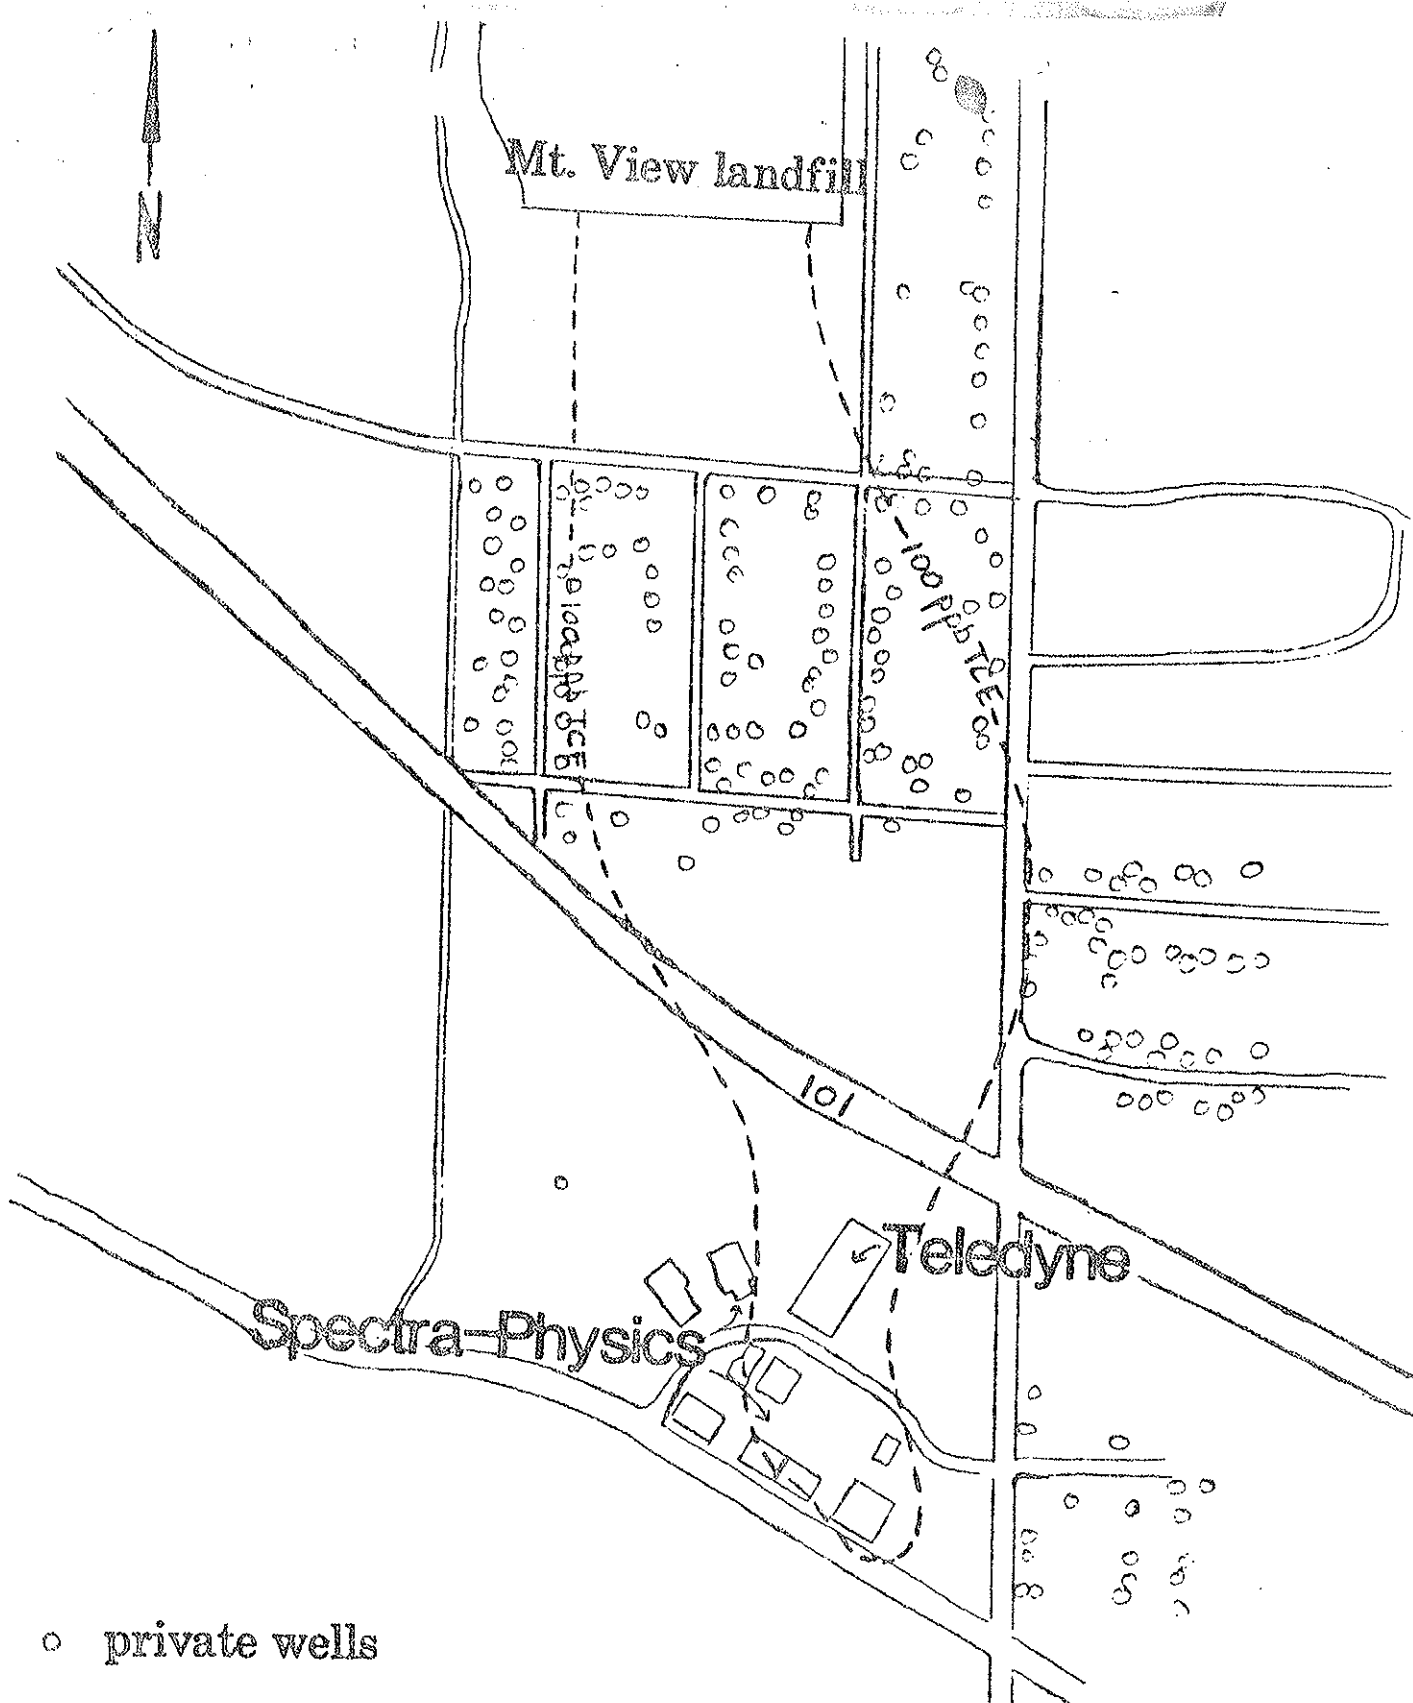 N
Mt. View landfill
100 ppb TCE
100 ppb TCE
101
Teledyne
Spectra-Physics
private wells